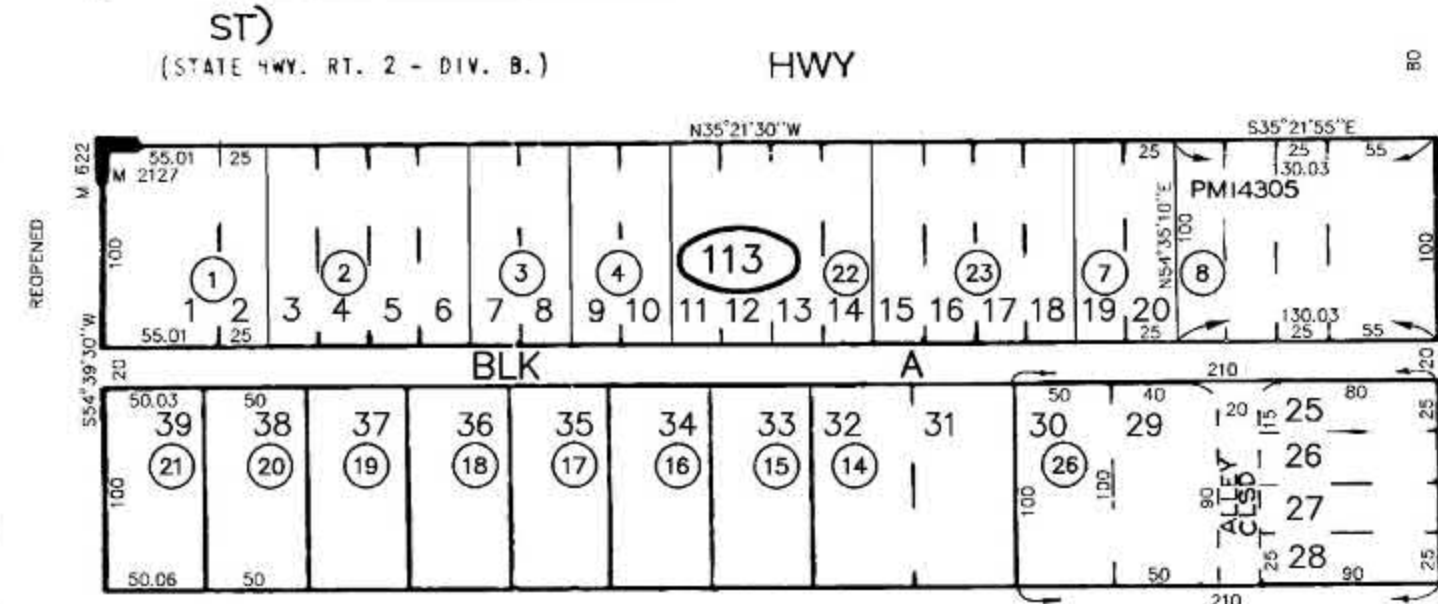 ST)
(STATE HWY. RT. 2 - DIV. B.)
HWY
80
N35°21'30"W
S35°21'55"E
M 622
M 2127
55.01 25
25
25 55
130.03
PM14305
REOPENED
100
N54°35'10"E
100
100
113
1 2 3 4 22 23 7 8
1 2 3 4 5 6 7 8 9 10 11 12 13 14 15 16 17 18 19 20
55.01 25
25
130.03
25 55
S54°39'30"W
20
BLK A
210
20
50.03 50
50 40
20
15
80
39 38 37 36 35 34 33 32 31 30 29
25
25
21 20 19 18 17 16 15 14 26
26
100
100
100
90
ALLEY
CLSD
27
25
28
25
50.06 50
50
90
210